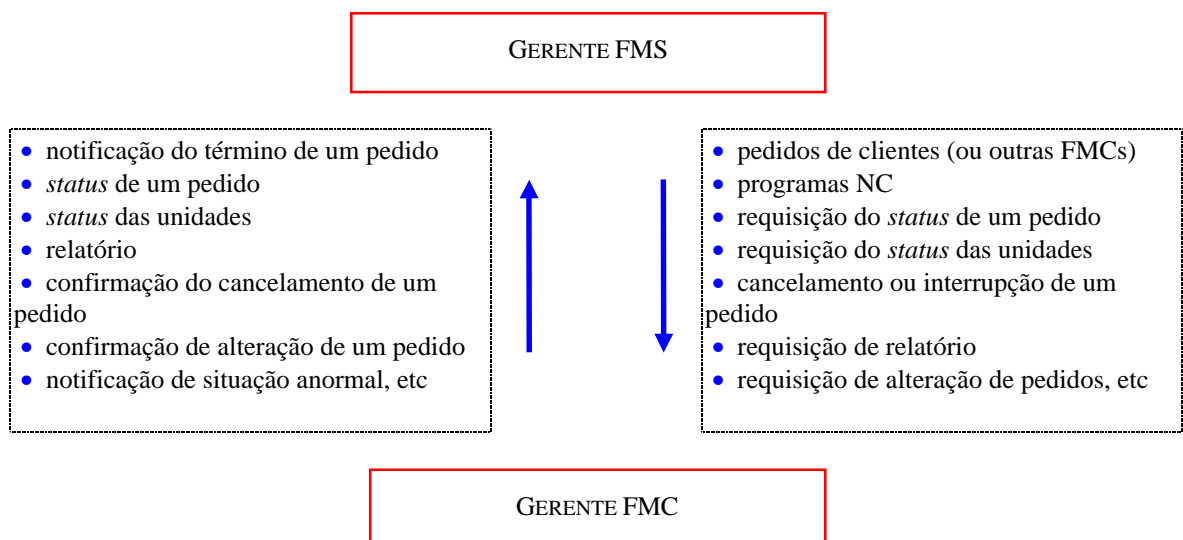 GERENTE FMS
• notificação do término de um pedido
• status de um pedido
• status das unidades
• relatório
• confirmação do cancelamento de um
pedido
• confirmação de alteração de um pedido
• notificação de situação anormal, etc
• pedidos de clientes (ou outras FMCs)
• programas NC
• requisição do status de um pedido
• requisição do status das unidades
• cancelamento ou interrupção de um
pedido
• requisição de relatório
• requisição de alteração de pedidos, etc
GERENTE FMC